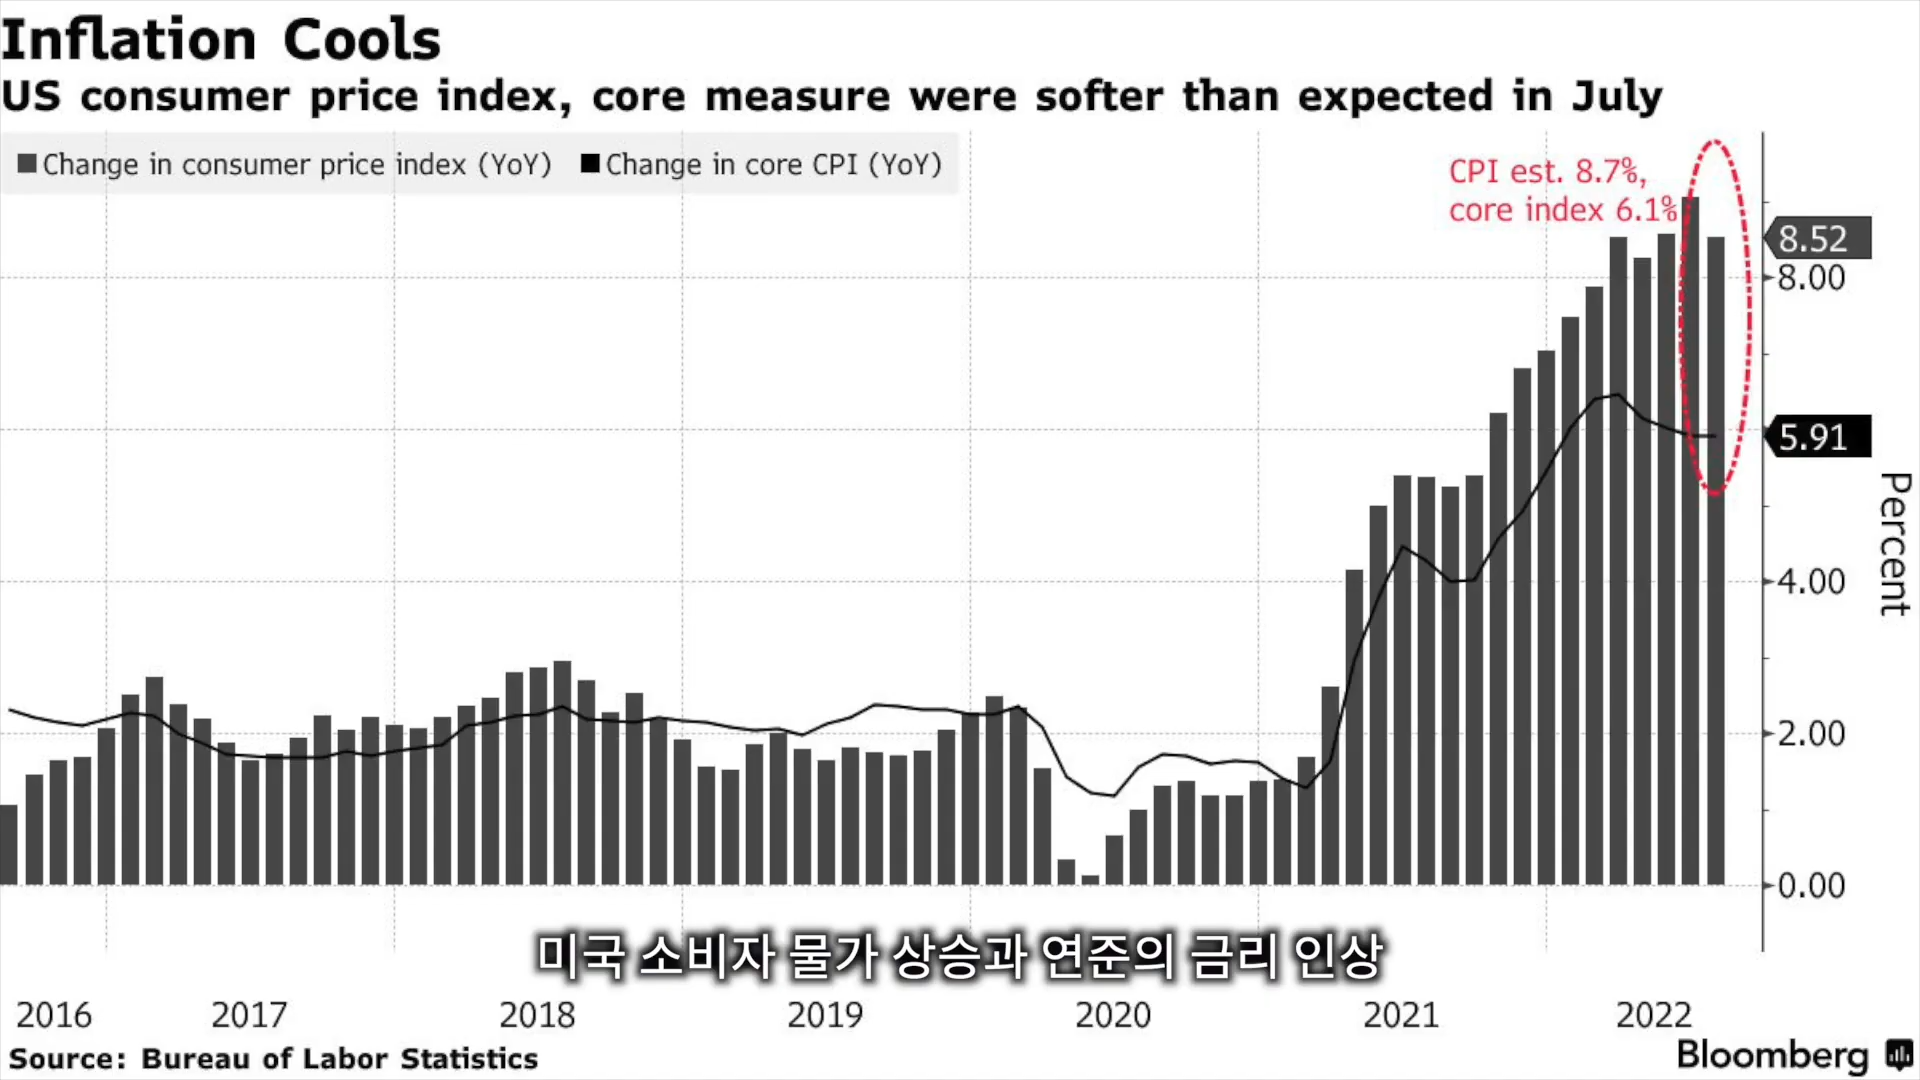 Inflation Cools
US consumer price index, core measure were softer than expected in July
Change in consumer price index (YoY) Change in core CPI (YoY)
CPI est. 8.7%,
core index 6.1%
8.52
8.00
5.91
4.00
2.00
0.00
Percent
미국 소비자 물가 상승과 연준의 금리 인상
2016 2017 2018 2019 2020 2021 2022
Source: Bureau of Labor Statistics
Bloomberg